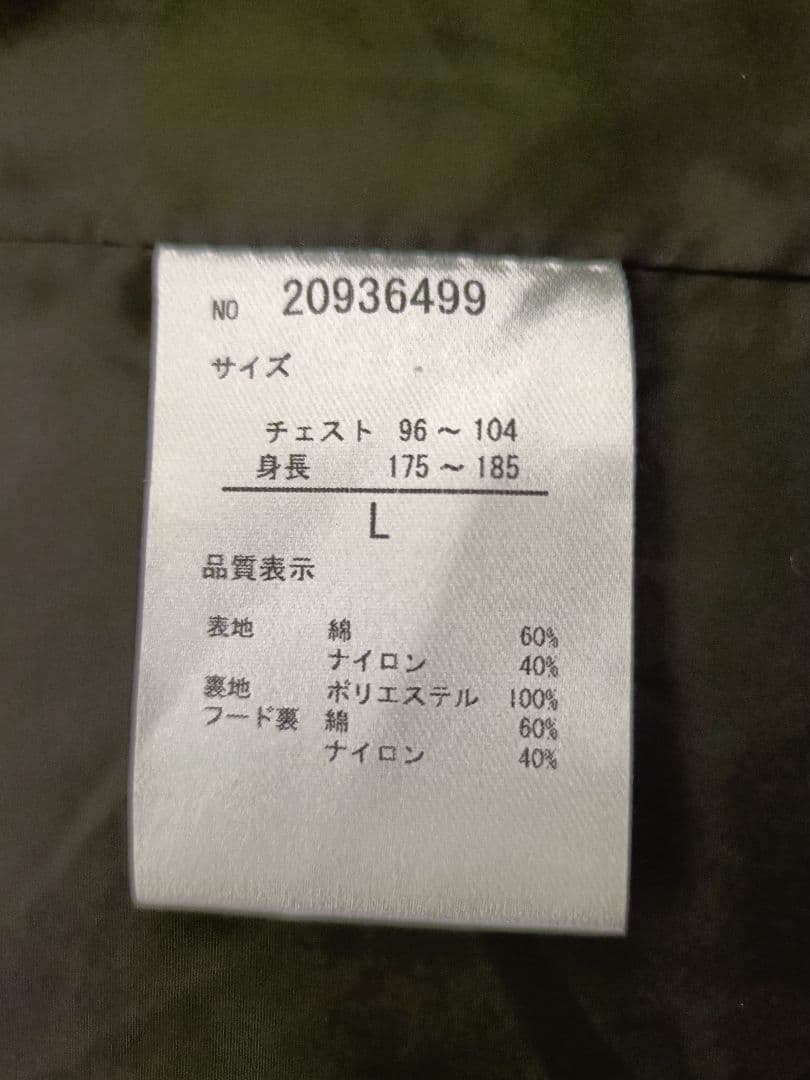 NO 20936499
サイズ
チェスト 96～104
身長 175～185
L
品質表示
表地 綿 60%
ナイロン 40%
裏地 ポリエステル 100%
フード裏 綿 60%
ナイロン 40%